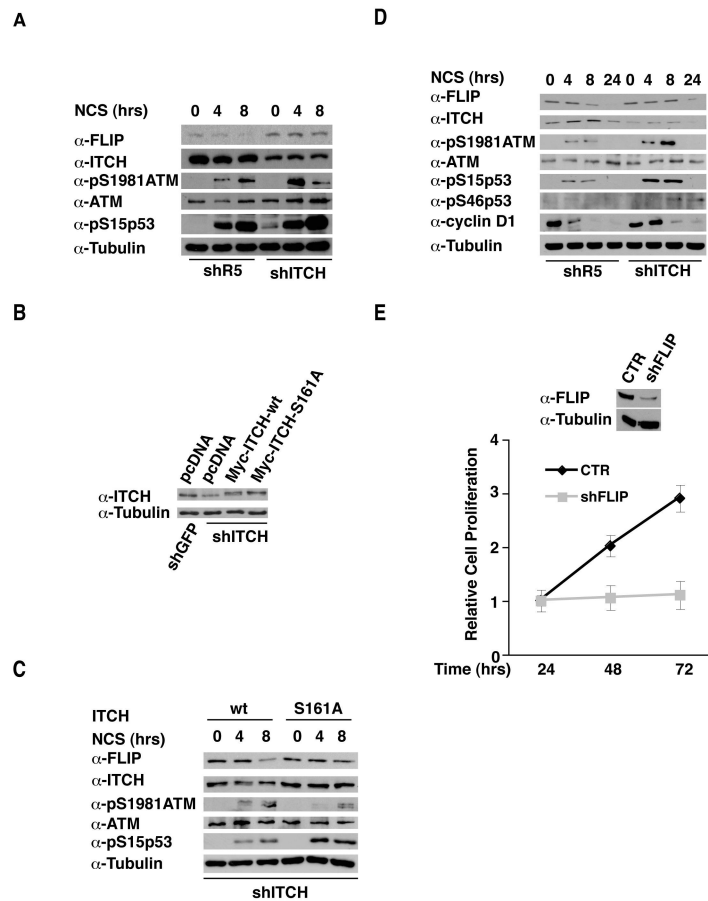 A
NCS (hrs) 0 4 8 0 4 8
α-FLIP
α-ITCH
α-pS1981ATM
α-ATM
α-pS15p53
α-Tubulin
shR5 shITCH
B
pcDNA pcDNA Myc-ITCH-wt Myc-ITCH-S161A
α-ITCH
α-Tubulin
shGFP shITCH
C
ITCH wt S161A
NCS (hrs) 0 4 8 0 4 8
α-FLIP
α-ITCH
α-pS1981ATM
α-ATM
α-pS15p53
α-Tubulin
shITCH
D
NCS (hrs) 0 4 8 24 0 4 8 24
α-FLIP
α-ITCH
α-pS1981ATM
α-ATM
α-pS15p53
α-pS46p53
α-cyclin D1
α-Tubulin
shR5 shITCH
E
CTR shFLIP
α-FLIP
α-Tubulin
4
3
2
1
0
Relative Cell Proliferation
CTR
shFLIP
Time (hrs) 24 48 72